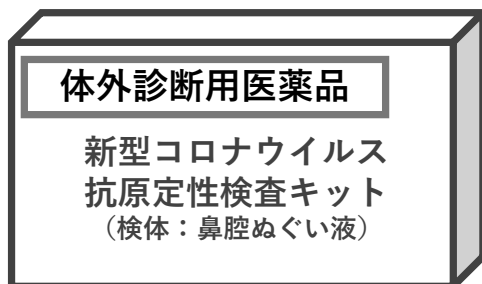 体外診断用医薬品
新型コロナウイルス
抗原定性検査キット
（検体：鼻腔ぬぐい液）